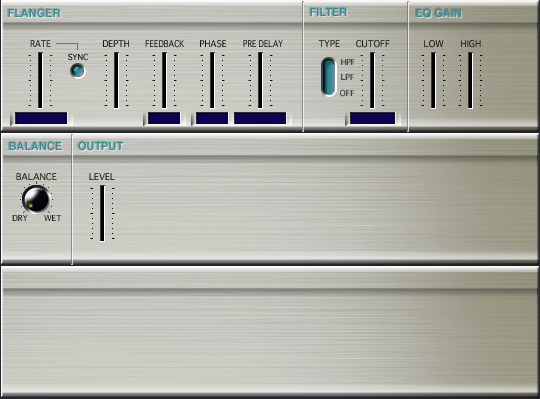 FLANGER
FILTER
EQ GAIN
RATE
SYNC
DEPTH
FEEDBACK
PHASE
PRE DELAY
TYPE
HPF
LPF
OFF
CUTOFF
LOW
HIGH
BALANCE
OUTPUT
BALANCE
DRY
WET
LEVEL